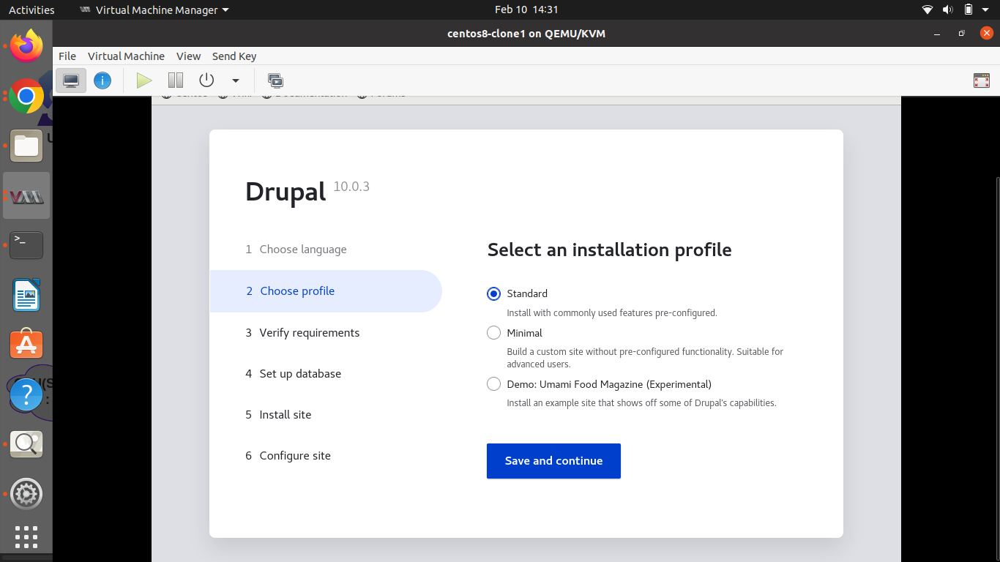 Activities
Virtual Machine Manager
Feb 10 14:31
centos8-clone1 on QEMU/KVM
File Virtual Machine View Send Key
Drupal 10.0.3
1 Choose language
2 Choose profile
3 Verify requirements
4 Set up database
5 Install site
6 Configure site
Select an installation profile
Standard
Install with commonly used features pre-configured.
Minimal
Build a custom site without pre-configured functionality. Suitable for
advanced users.
Demo: Umami Food Magazine (Experimental)
Install an example site that shows off some of Drupal's capabilities.
Save and continue